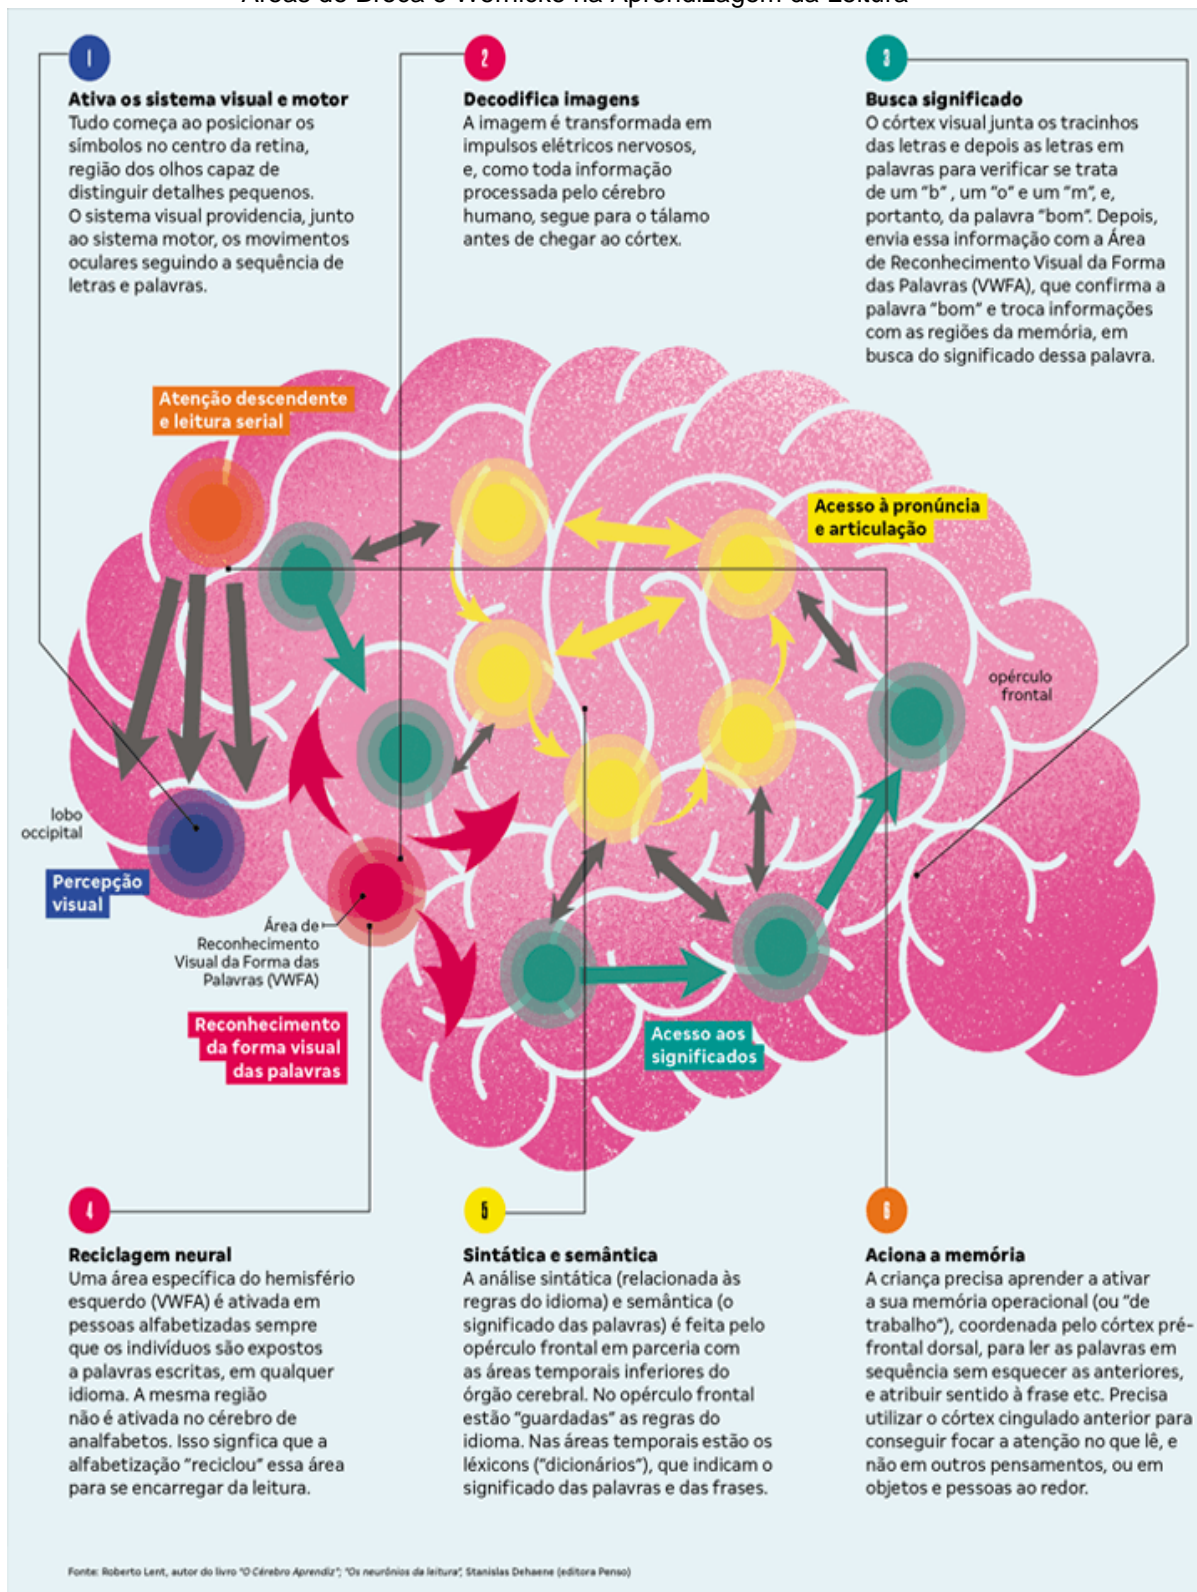 Áreas de Broca e Wernicke na Aprendizagem da Leitura
1
Ativa os sistema visual e motor
Tudo começa ao posicionar os
símbolos no centro da retina,
região dos olhos capaz de
distinguir detalhes pequenos.
O sistema visual providencia, junto
ao sistema motor, os movimentos
oculares seguindo a sequência de
letras e palavras.
2
Decodifica imagens
A imagem é transformada em
impulsos elétricos nervosos,
e, como toda informação
processada pelo cérebro
humano, segue para o tálamo
antes de chegar ao córtex.
3
Busca significado
O córtex visual junta os tracinhos
das letras e depois as letras em
palavras para verificar se trata
de um "b" , um "o" e um "m", e,
portanto, da palavra "bom". Depois,
envia essa informação com a Área
de Reconhecimento Visual da Forma
das Palavras (VWFA), que confirma a
palavra "bom" e troca informações
com as regiões da memória, em
busca do significado dessa palavra.
Atenção descendente
e leitura serial
Acesso à pronúncia
e articulação
opérculo
frontal
lobo
occipital
Percepção
visual
Área de
Reconhecimento
Visual da Forma das
Palavras (VWFA)
Reconhecimento
da forma visual
das palavras
Acesso aos
significados
4
Reciclagem neural
Uma área específica do hemisfério
esquerdo (VWFA) é ativada em
pessoas alfabetizadas sempre
que os indivíduos são expostos
a palavras escritas, em qualquer
idioma. A mesma região
não é ativada no cérebro de
analfabetos. Isso signfica que a
alfabetização "reciclou" essa área
para se encarregar da leitura.
5
Sintática e semântica
A análise sintática (relacionada às
regras do idioma) e semântica (o
significado das palavras) é feita pelo
opérculo frontal em parceria com
as áreas temporais inferiores do
órgão cerebral. No opérculo frontal
estão "guardadas" as regras do
idioma. Nas áreas temporais estão os
léxicons ("dicionários"), que indicam o
significado das palavras e das frases.
6
Aciona a memória
A criança precisa aprender a ativar
a sua memória operacional (ou "de
trabalho"), coordenada pelo córtex pré-
frontal dorsal, para ler as palavras em
sequência sem esquecer as anteriores,
e atribuir sentido à frase etc. Precisa
utilizar o córtex cingulado anterior para
conseguir focar a atenção no que lê, e
não em outros pensamentos, ou em
objetos e pessoas ao redor.
Fonte: Roberto Lent, autor do livro "O Cérebro Aprendiz"; "Os neurônios da leitura", Stanislas Dehaene (editora Penso)